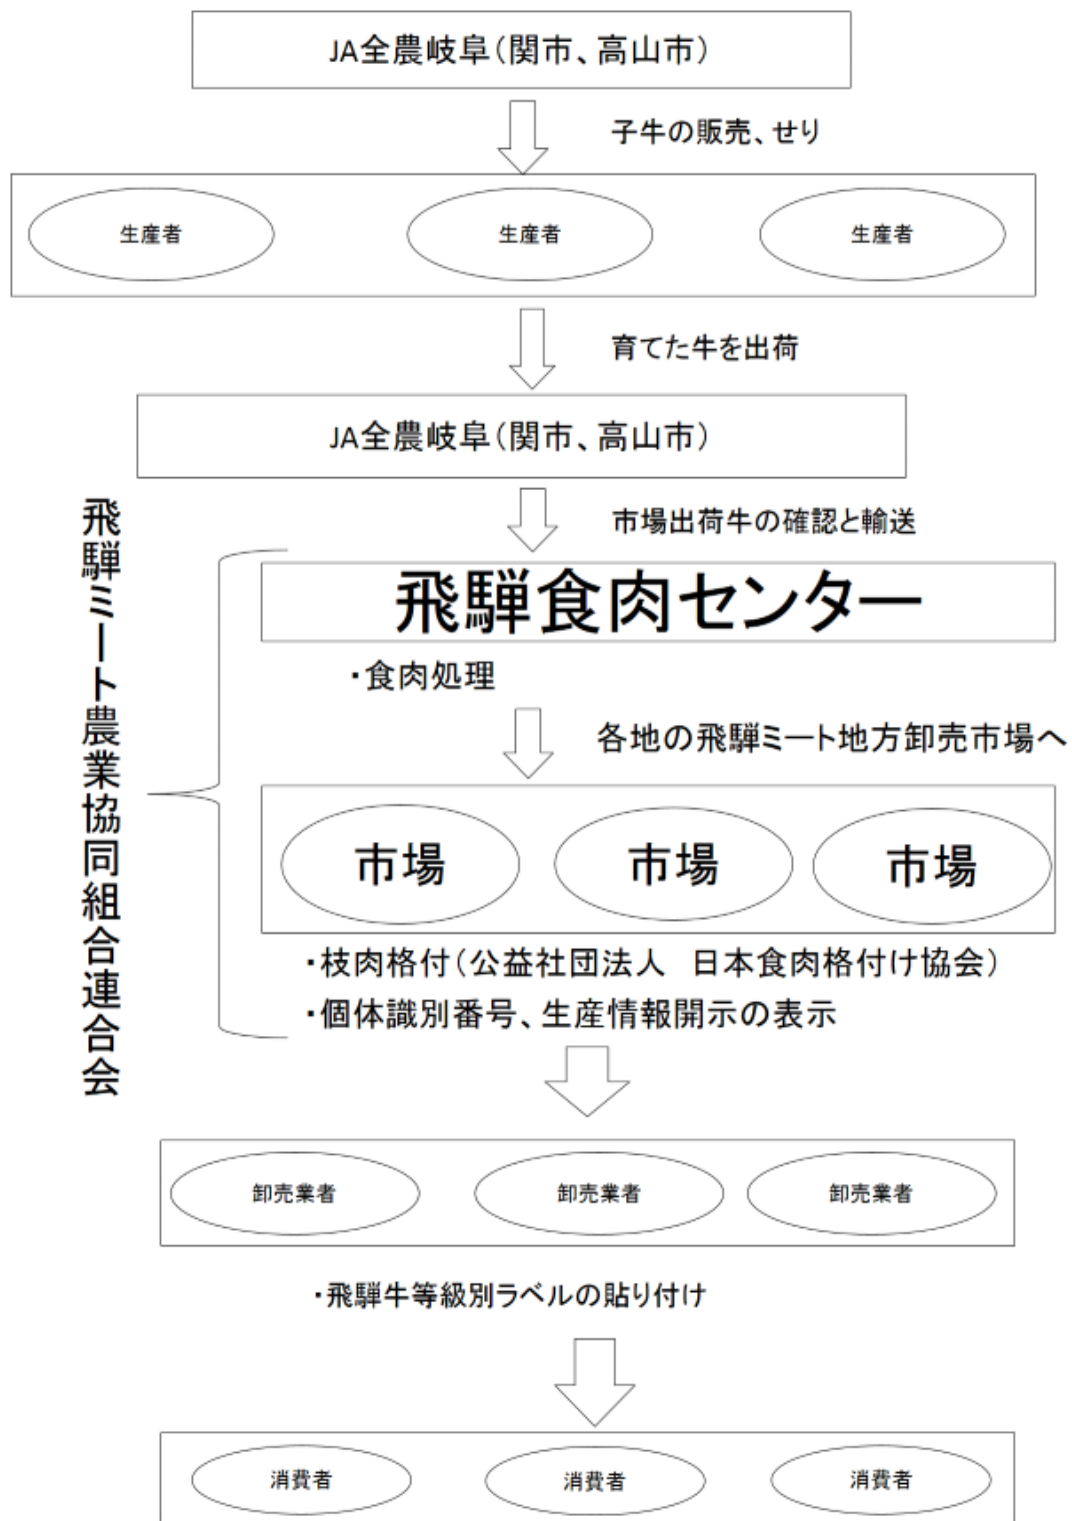 JA全農岐阜(関市、高山市)
子牛の販売、せり
生産者 生産者 生産者
育てた牛を出荷
JA全農岐阜(関市、高山市)
市場出荷牛の確認と輸送
飛騨ミート農業協同組合連合会
飛騨食肉センター
・食肉処理
各地の飛騨ミート地方卸売市場へ
市場 市場 市場
・枝肉格付(公益社団法人　日本食肉格付け協会)
・個体識別番号、生産情報開示の表示
卸売業者 卸売業者 卸売業者
・飛騨牛等級別ラベルの貼り付け
消費者 消費者 消費者